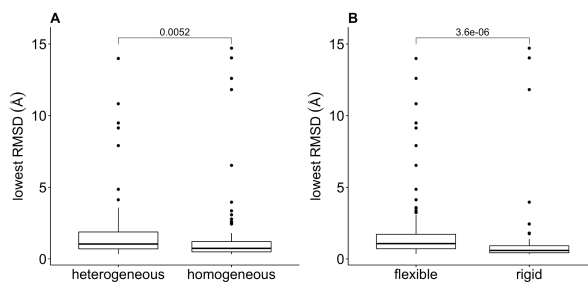 A
0.0052
15
10
5
0
lowest RMSD (Å)
heterogeneous homogeneous
B
3.6e-06
15
10
5
0
lowest RMSD (Å)
flexible rigid